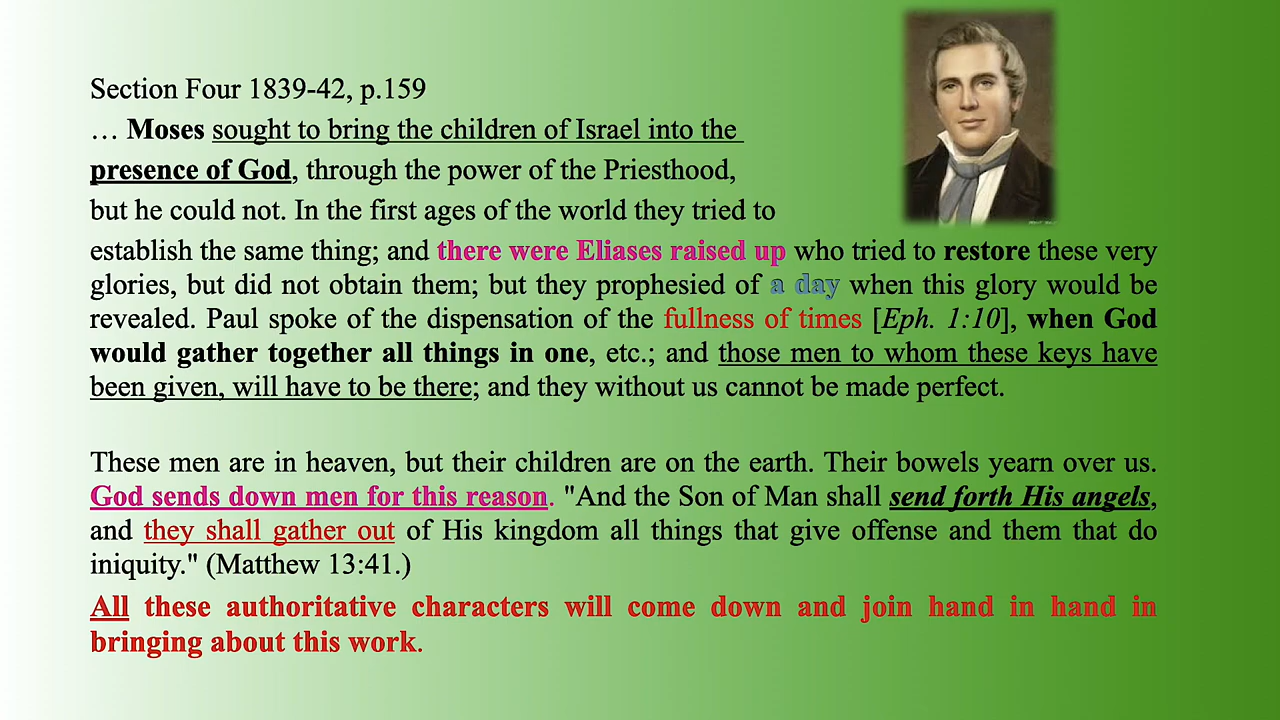 Section Four 1839-42, p.159
… Moses sought to bring the children of Israel into the
presence of God, through the power of the Priesthood,
but he could not. In the first ages of the world they tried to
establish the same thing; and there were Eliases raised up who tried to restore these very
glories, but did not obtain them; but they prophesied of a day when this glory would be
revealed. Paul spoke of the dispensation of the fullness of times [Eph. 1:10], when God
would gather together all things in one, etc.; and those men to whom these keys have
been given, will have to be there; and they without us cannot be made perfect.
These men are in heaven, but their children are on the earth. Their bowels yearn over us.
God sends down men for this reason. "And the Son of Man shall send forth His angels,
and they shall gather out of His kingdom all things that give offense and them that do
iniquity." (Matthew 13:41.)
All these authoritative characters will come down and join hand in hand in
bringing about this work.